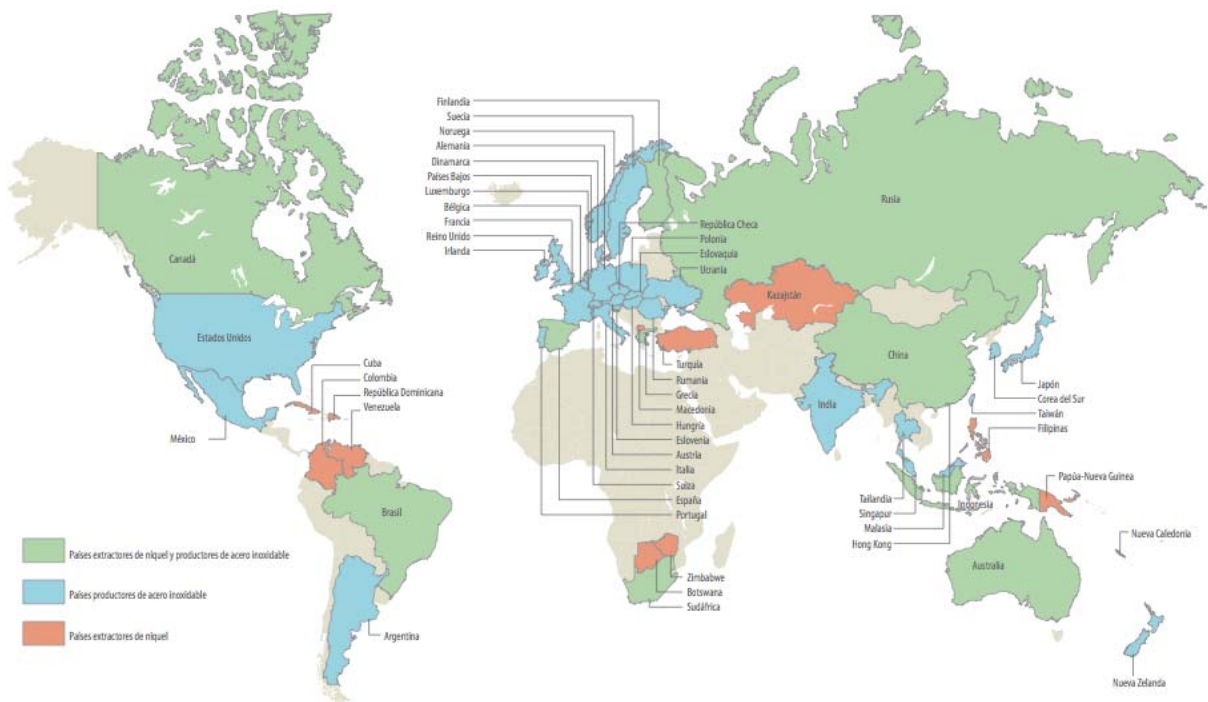 Finlandia
Suecia
Noruega
Alemania
Dinamarca
Países Bajos
Luxemburgo
Bélgica
Francia
Reino Unido
Irlanda
República Checa
Polonia
Eslovaquia
Ucrania
Rusia
Canadá
Estados Unidos
Kazajstán
China
Cuba
Colombia
República Dominicana
Venezuela
México
Turquía
Rumania
Grecia
Macedonia
Hungría
Eslovenia
Austria
Italia
Suiza
España
Portugal
India
Japón
Corea del Sur
Taiwán
Filipinas
Papúa-Nueva Guinea
Tailandia
Singapur
Indonesia
Malasia
Hong Kong
Nueva Caledonia
Brasil
Australia
Zimbabwe
Botswana
Sudáfrica
Argentina
Nueva Zelanda
Países extractores de níquel y productores de acero inoxidable
Países productores de acero inoxidable
Países extractores de níquel